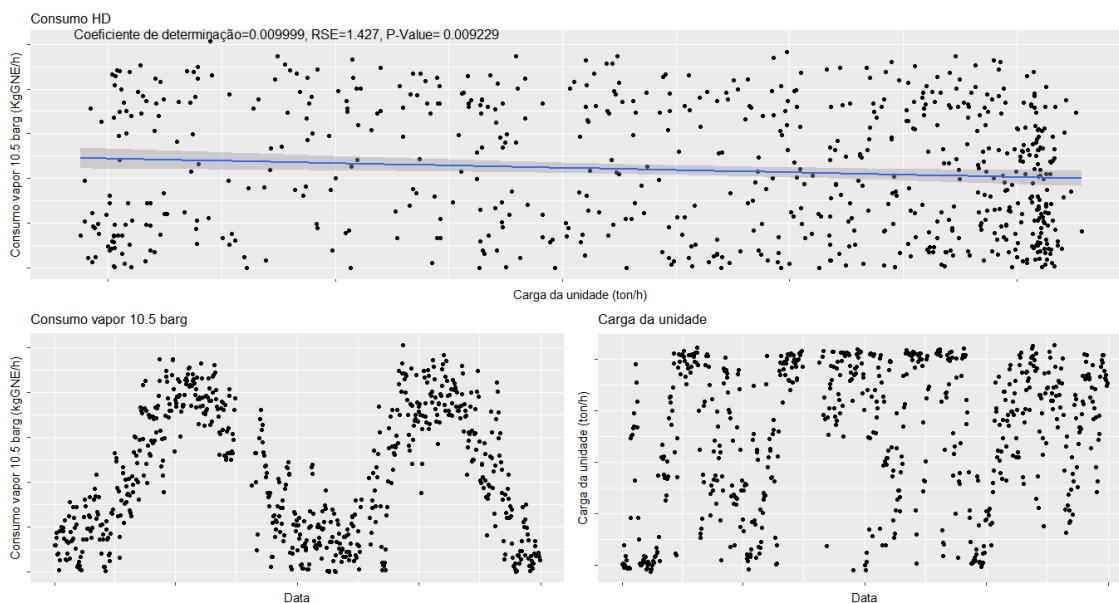 Consumo HD
Coeficiente de determinação=0.009999, RSE=1.427, P-Value= 0.009229
Consumo vapor 10.5 barg (KgGNE/h)
Carga da unidade (ton/h)
Consumo vapor 10.5 barg
Consumo vapor 10.5 barg (kgGNE/h)
Data
Carga da unidade
Carga da unidade (ton/h)
Data